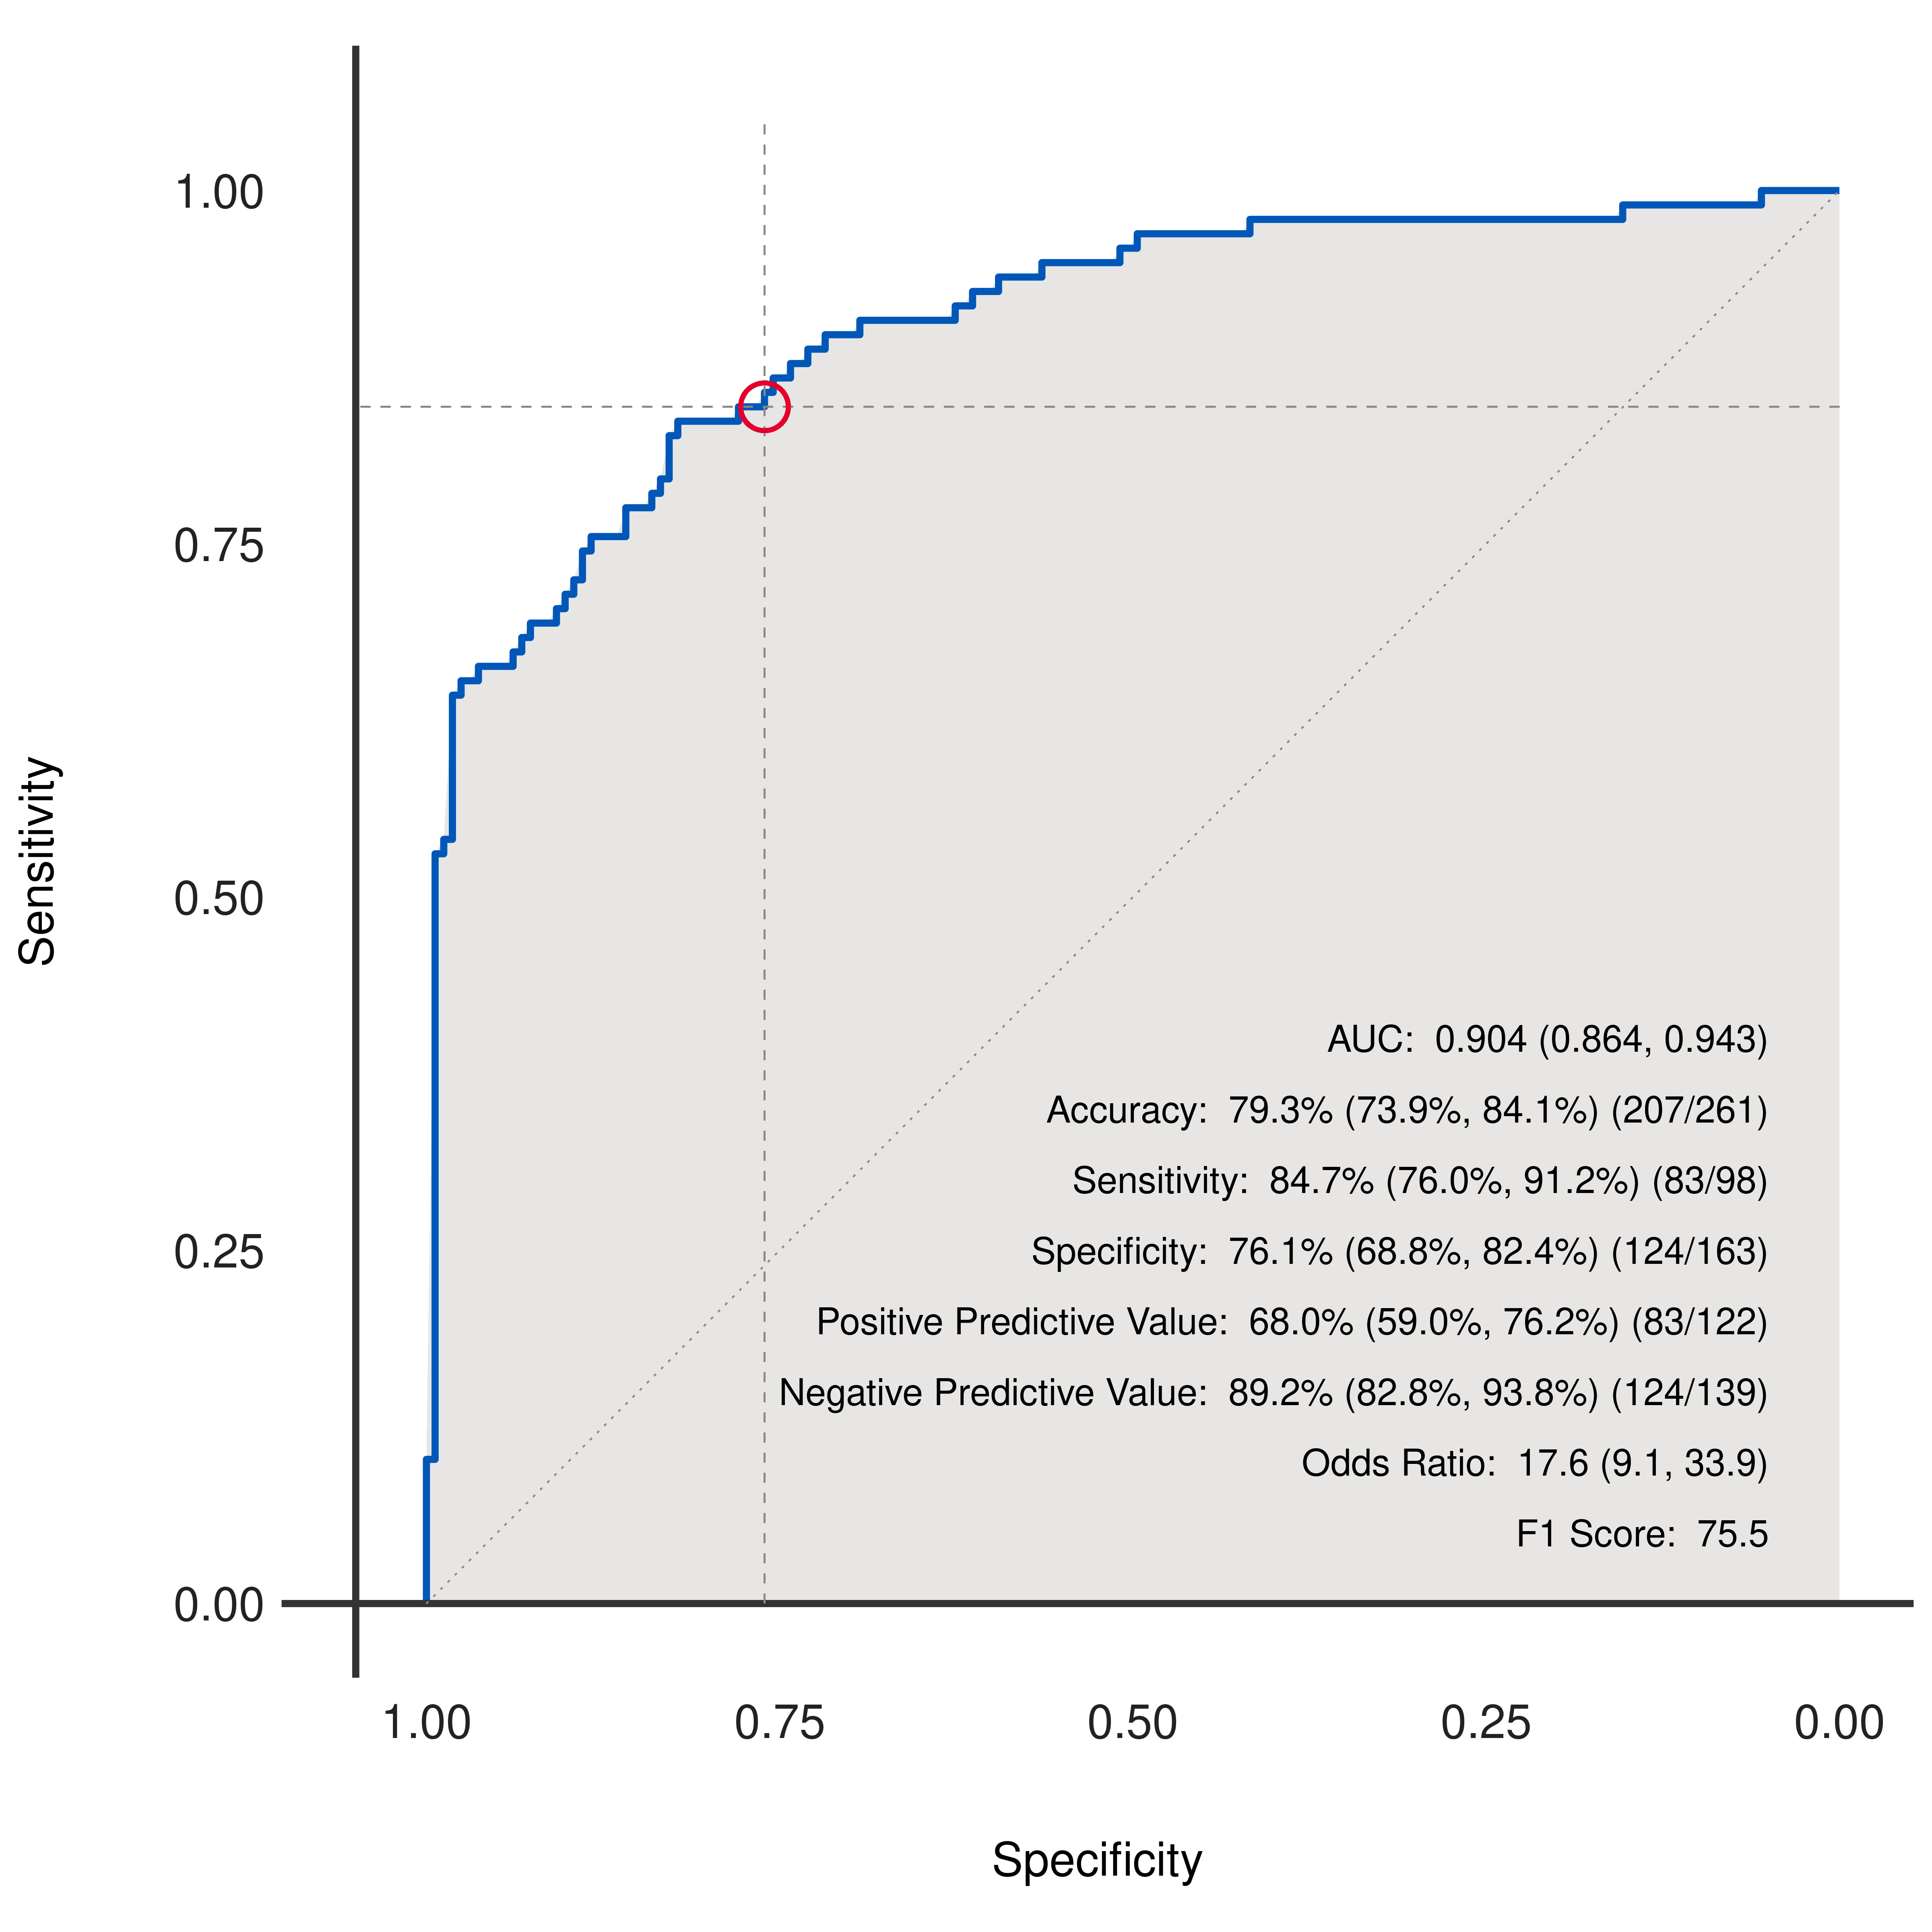 1.00
0.75
0.50
0.25
0.00
Sensitivity
AUC: 0.904 (0.864, 0.943)
Accuracy: 79.3% (73.9%, 84.1%) (207/261)
Sensitivity: 84.7% (76.0%, 91.2%) (83/98)
Specificity: 76.1% (68.8%, 82.4%) (124/163)
Positive Predictive Value: 68.0% (59.0%, 76.2%) (83/122)
Negative Predictive Value: 89.2% (82.8%, 93.8%) (124/139)
Odds Ratio: 17.6 (9.1, 33.9)
F1 Score: 75.5
1.00 0.75 0.50 0.25 0.00
Specificity